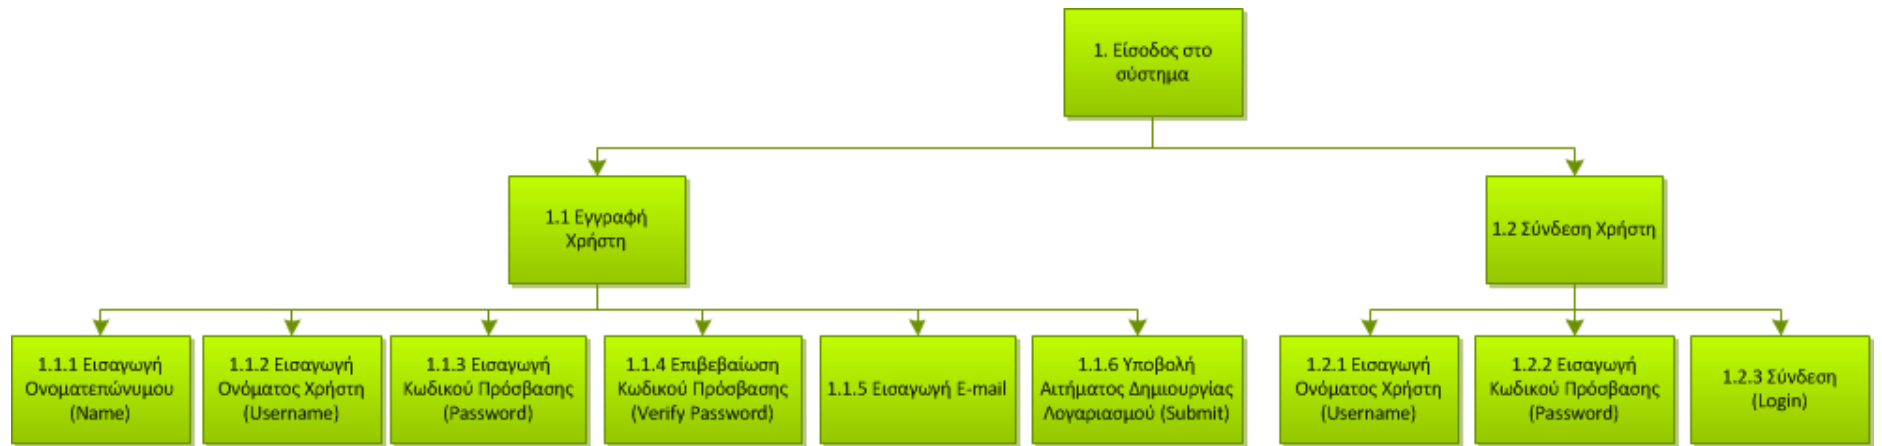 1. Είσοδος στο
σύστημα
1.1 Εγγραφή
Χρήστη
1.2 Σύνδεση Χρήστη
1.1.1 Εισαγωγή
Ονοματεπώνυμου
(Name)
1.1.2 Εισαγωγή
Ονόματος Χρήστη
(Username)
1.1.3 Εισαγωγή
Κωδικού Πρόσβασης
(Password)
1.1.4 Επιβεβαίωση
Κωδικού Πρόσβασης
(Verify Password)
1.1.5 Εισαγωγή E-mail
1.1.6 Υποβολή
Αιτήματος Δημιουργίας
Λογαριασμού (Submit)
1.2.1 Εισαγωγή
Ονόματος Χρήστη
(Username)
1.2.2 Εισαγωγή
Κωδικού Πρόσβασης
(Password)
1.2.3 Σύνδεση
(Login)